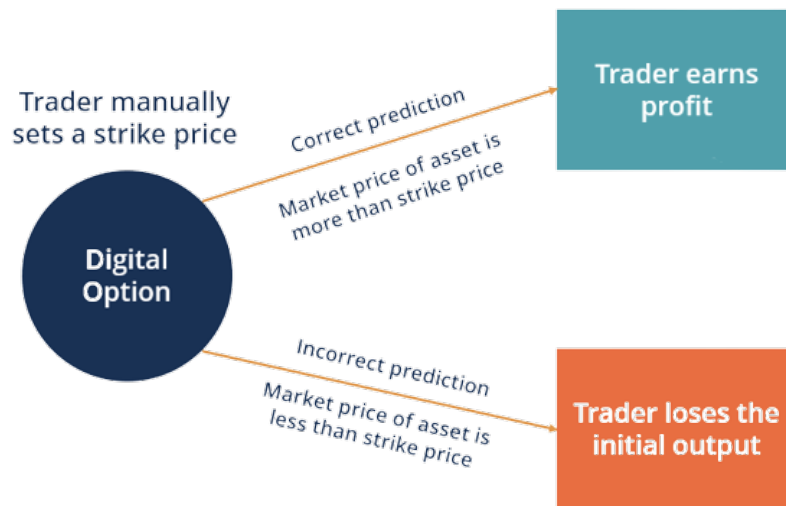 Trader manually
sets a strike price
Digital
Option
Correct prediction
Market price of asset is
more than strike price
Trader earns
profit
Incorrect prediction
Market price of asset is
less than strike price
Trader loses the
initial output